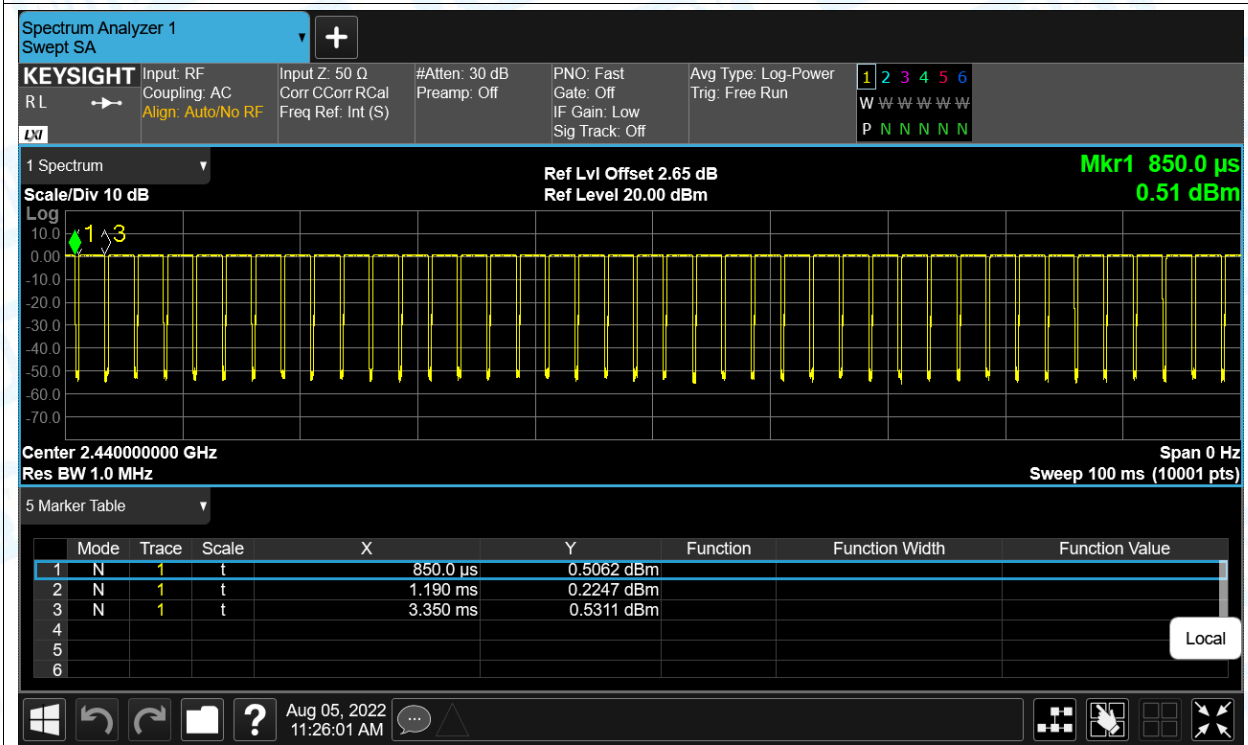 Spectrum Analyzer 1
Swept SA
KEYSIGHT
RL
LXI
Input: RF
Coupling: AC
Align: Auto/No RF
Input Z: 50 Ω
Corr CCorr RCal
Freq Ref: Int (S)
#Atten: 30 dB
Preamp: Off
PNO: Fast
Gate: Off
IF Gain: Low
Sig Track: Off
Avg Type: Log-Power
Trig: Free Run
1 2 3 4 5 6
W W W W W W
P N N N N N
1 Spectrum
Scale/Div 10 dB
Ref Lvl Offset 2.65 dB
Ref Level 20.00 dBm
Mkr1 850.0 µs
0.51 dBm
Log
10.0
0.00
-10.0
-20.0
-30.0
-40.0
-50.0
-60.0
-70.0
1 3
Center 2.440000000 GHz
Res BW 1.0 MHz
Span 0 Hz
Sweep 100 ms (10001 pts)
5 Marker Table
Mode Trace Scale X Y Function Function Width Function Value
1 N 1 t 850.0 µs 0.5062 dBm
2 N 1 t 1.190 ms 0.2247 dBm
3 N 1 t 3.350 ms 0.5311 dBm
4
5
6
Local
?
Aug 05, 2022
11:26:01 AM